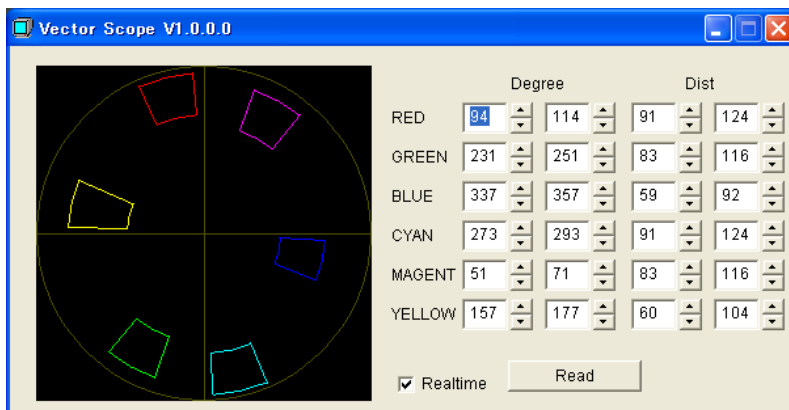 Vector Scope V1.0.0.0
Degree Dist
RED 94 114 91 124
GREEN 231 251 83 116
BLUE 337 357 59 92
CYAN 273 293 91 124
MAGENT 51 71 83 116
YELLOW 157 177 60 104
Realtime Read